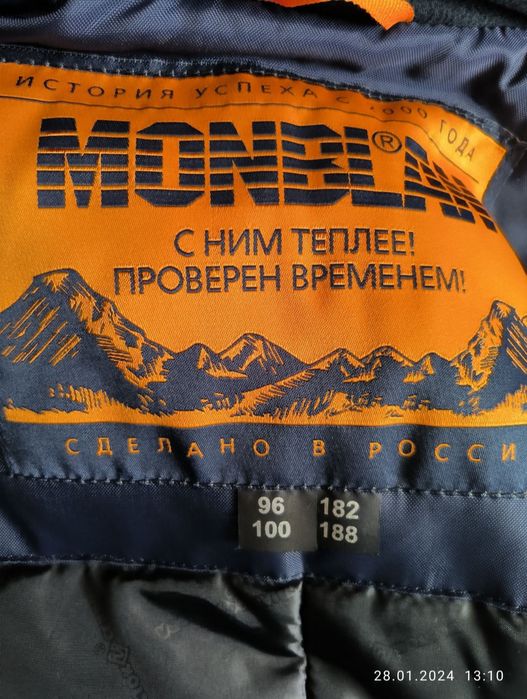 ИСТОРИЯ УСПЕХА С ГОДА
MONBLAN®
С НИМ ТЕПЛЕЕ!
ПРОВЕРЕН ВРЕМЕНЕМ!
СДЕЛАНО В РОССИ
96 182
100 188
28.01.2024 13:10